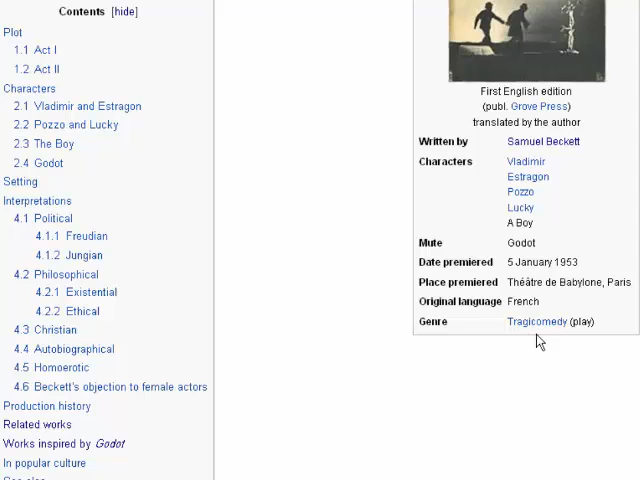 Contents [hide]
Plot
1.1 Act I
1.2 Act II
Characters
2.1 Vladimir and Estragon
2.2 Pozzo and Lucky
2.3 The Boy
2.4 Godot
Setting
Interpretations
4.1 Political
4.1.1 Freudian
4.1.2 Jungian
4.2 Philosophical
4.2.1 Existential
4.2.2 Ethical
4.3 Christian
4.4 Autobiographical
4.5 Homoerotic
4.6 Beckett's objection to female actors
Production history
Related works
Works inspired by Godot
In popular culture
First English edition
(publ. Grove Press)
translated by the author
Written by Samuel Beckett
Characters Vladimir
Estragon
Pozzo
Lucky
A Boy
Mute Godot
Date premiered 5 January 1953
Place premiered Théâtre de Babylone, Paris
Original language French
Genre Tragicomedy (play)